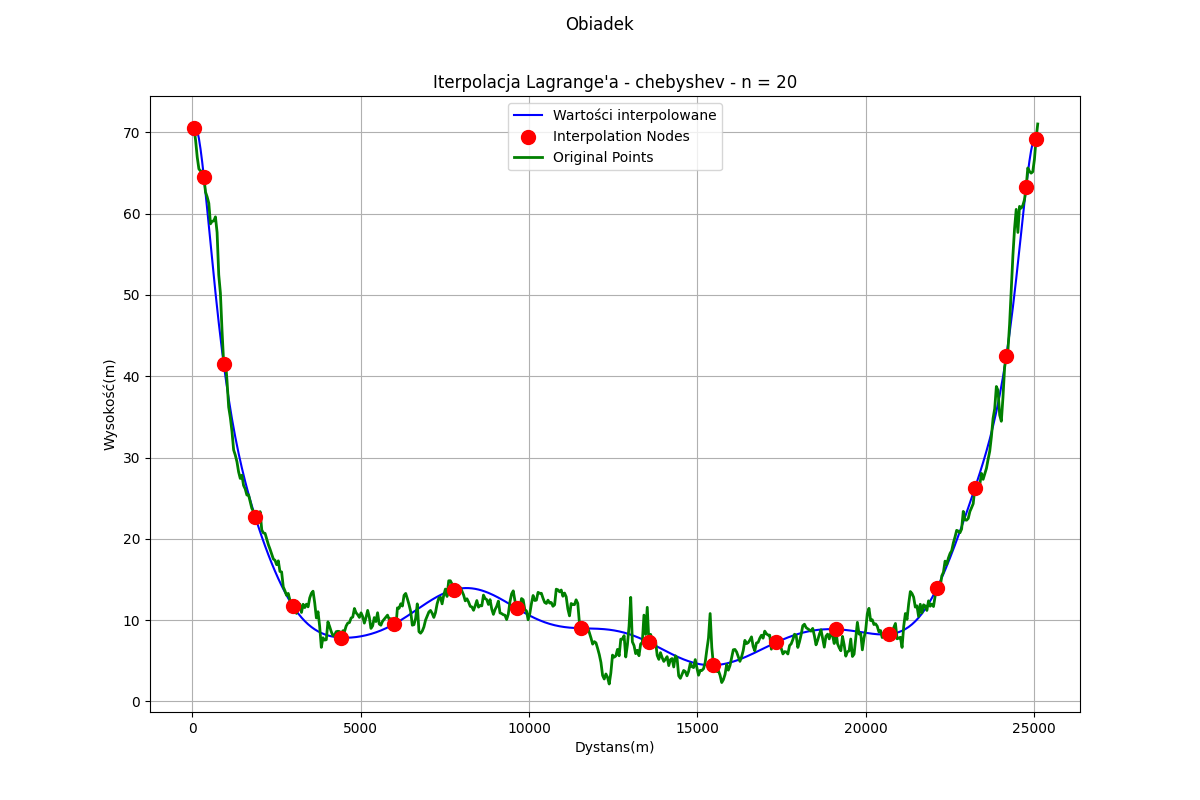 Obiadek
Iterpolacja Lagrange'a - chebyshev - n = 20
Wartości interpolowane
Interpolation Nodes
Original Points
Wysokość(m)
70
60
50
40
30
20
10
0
0 5000 10000 15000 20000 25000
Dystans(m)